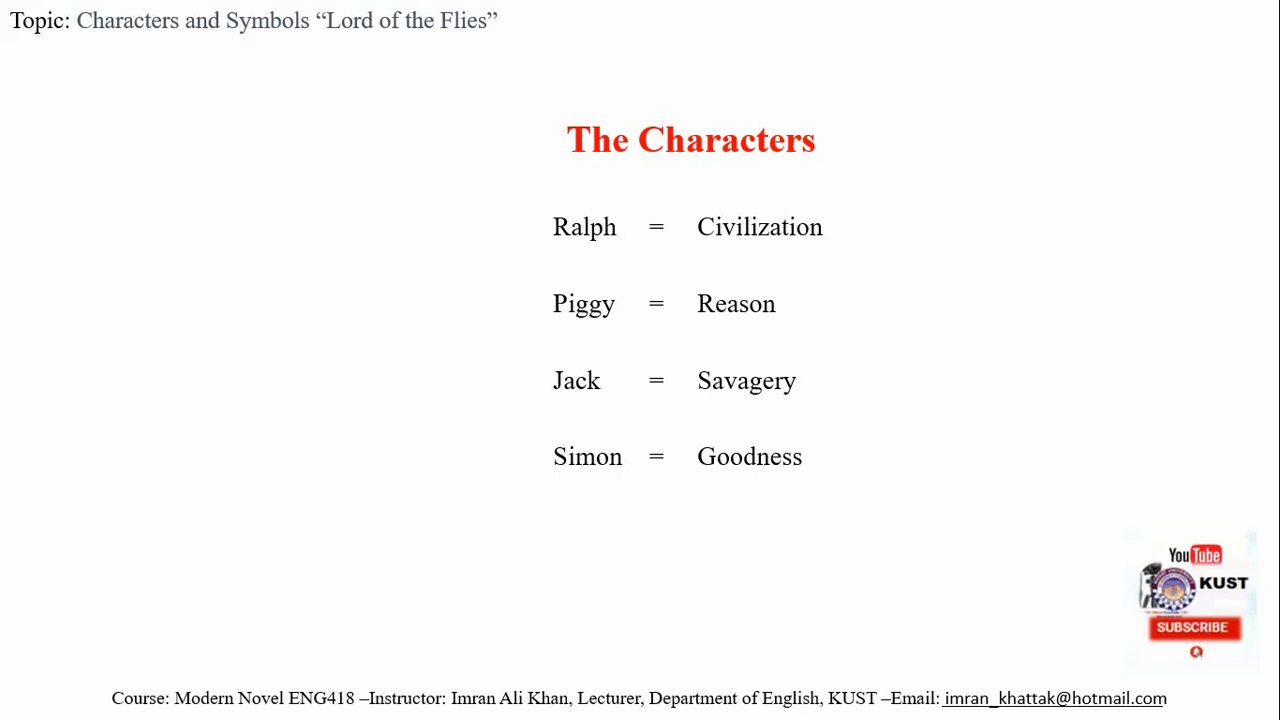 Topic: Characters and Symbols “Lord of the Flies”
The Characters
Ralph = Civilization
Piggy = Reason
Jack = Savagery
Simon = Goodness
YouTube
KUST
SUBSCRIBE
Course: Modern Novel ENG418 –Instructor: Imran Ali Khan, Lecturer, Department of English, KUST –Email: imran_khattak@hotmail.com